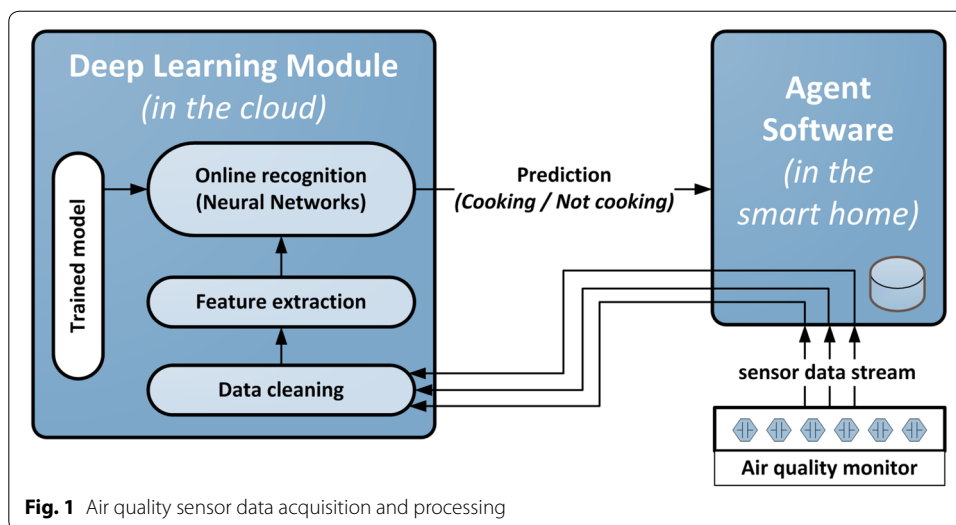 Deep Learning Module
(in the cloud)
Trained model
Online recognition
(Neural Networks)
Feature extraction
Data cleaning
Prediction
(Cooking / Not cooking)
Agent
Software
(in the
smart home)
sensor data stream
Air quality monitor
Fig. 1 Air quality sensor data acquisition and processing